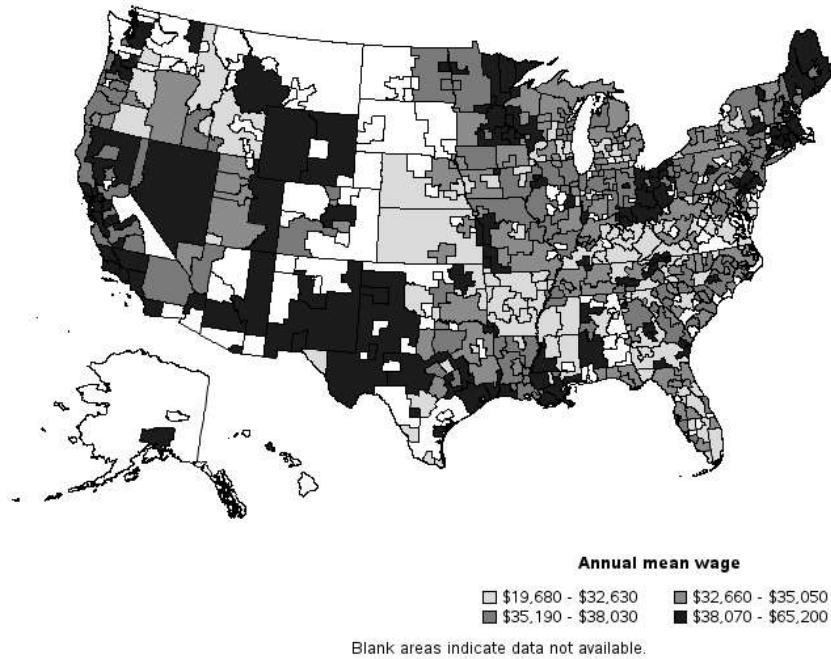 Annual mean wage
$19,680 - $32,630 $32,660 - $35,050
$35,190 - $38,030 $38,070 - $65,200
Blank areas indicate data not available.